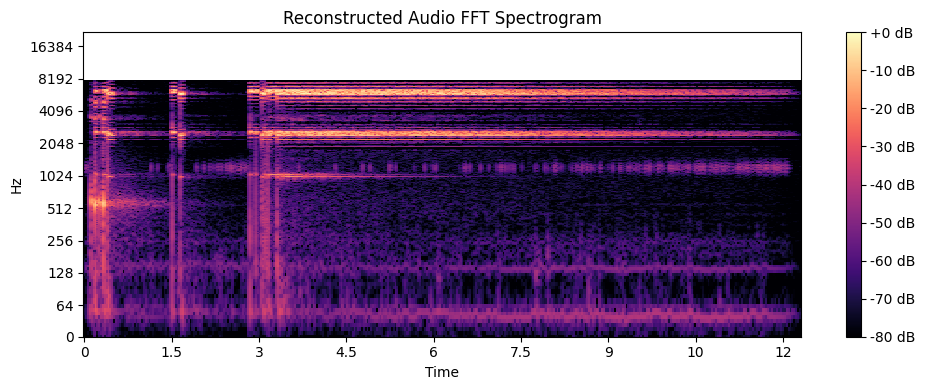 Reconstructed Audio FFT Spectrogram
16384
8192
4096
2048
1024
512
256
128
64
0
Hz
0 1.5 3 4.5 6 7.5 9 10 12
Time
+0 dB
-10 dB
-20 dB
-30 dB
-40 dB
-50 dB
-60 dB
-70 dB
-80 dB